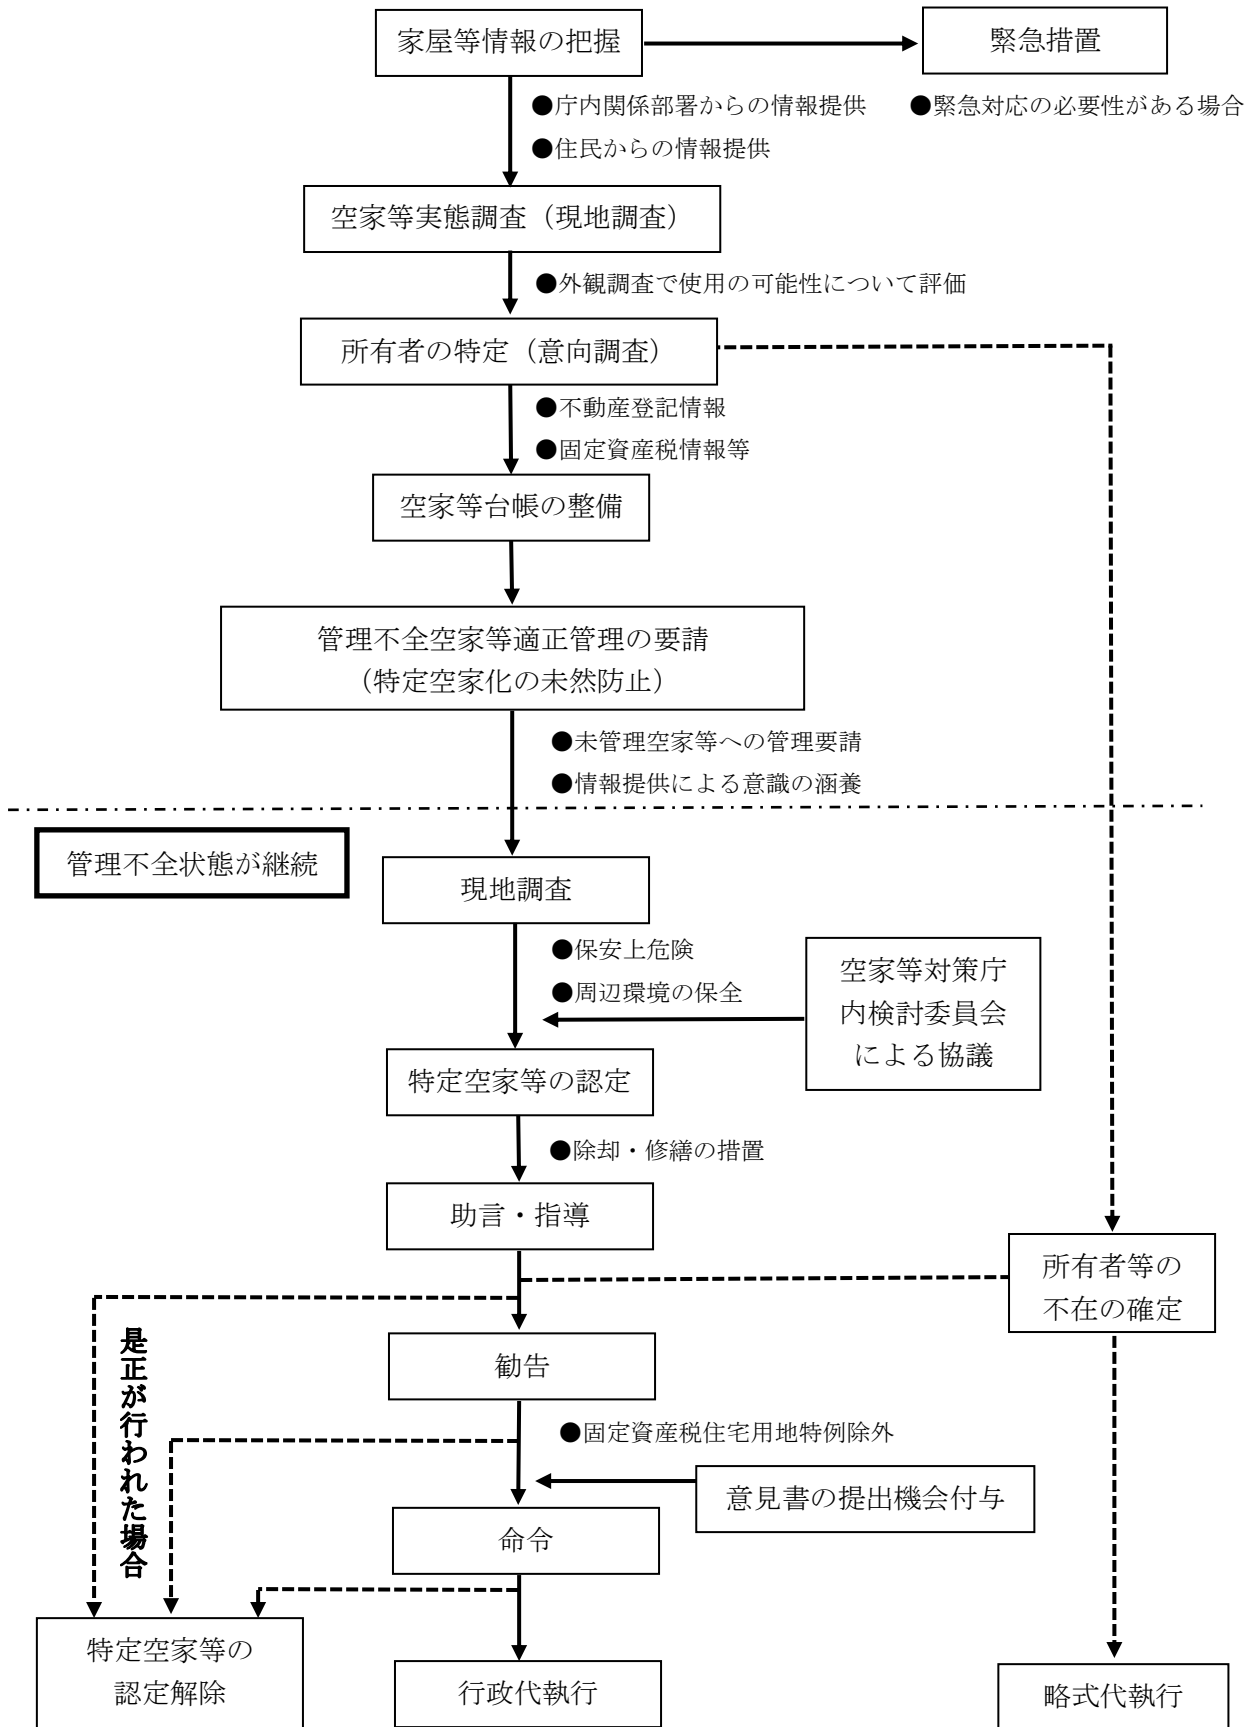 家屋等情報の把握
緊急措置
●庁内関係部署からの情報提供
●緊急対応の必要性がある場合
●住民からの情報提供
空家等実態調査（現地調査）
●外観調査で使用の可能性について評価
所有者の特定（意向調査）
●不動産登記情報
●固定資産税情報等
空家等台帳の整備
管理不全空家等適正管理の要請
（特定空家化の未然防止）
●未管理空家等への管理要請
●情報提供による意識の涵養
管理不全状態が継続
現地調査
●保安上危険
●周辺環境の保全
空家等対策庁
内検討委員会
による協議
特定空家等の認定
●除却・修繕の措置
助言・指導
所有者等の
不在の確定
是正が行われた場合
勧告
●固定資産税住宅用地特例除外
意見書の提出機会付与
命令
特定空家等の
認定解除
行政代執行
略式代執行